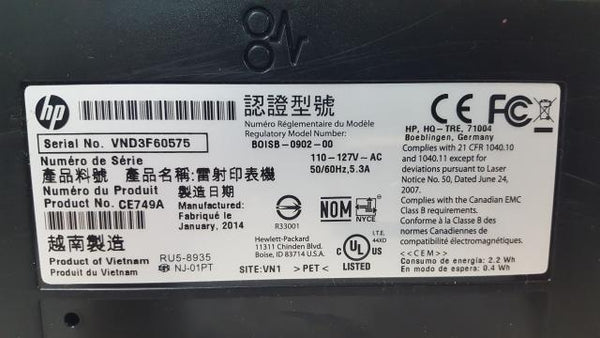 hp
認證型號
Numéro Réglementaire du Modèle
Regulatory Model Number:
BOISB-0902-00
110-127V~AC
50/60Hz,5.3A
Serial No. VND3F60575
Numéro de Série
產品料號 產品名稱:雷射印表機
Numéro du Produit 製造日期
Product No. CE749A
Manufactured:
Fabriqué le
January, 2014
越南製造
Product of Vietnam
Produit du Vietnam
RU5-8935
NJ-01PT
R33001
NOM
NYCE
Hewlett-Packard
11311 Chinden Blvd.
Boise, ID 83714 U.S.A.
SITE:VN1 > PET <
c UL US
LISTED
I.T.E.
44XD
CE FC
HP, HQ-TRE, 71004
Boeblingen, Germany
Complies with 21 CFR 1040.10
and 1040.11 except for
deviations pursuant to Laser
Notice No. 50, Dated June 24,
2007.
Complies with the Canadian EMC
Class B requirements.
Conforme à la Classe B des
normes Canadiennes de
compatibilité électromagnétiques.
<<CEM>>
Consumo de energía: 2.2 Wh
En modo de espera: 0.4 Wh